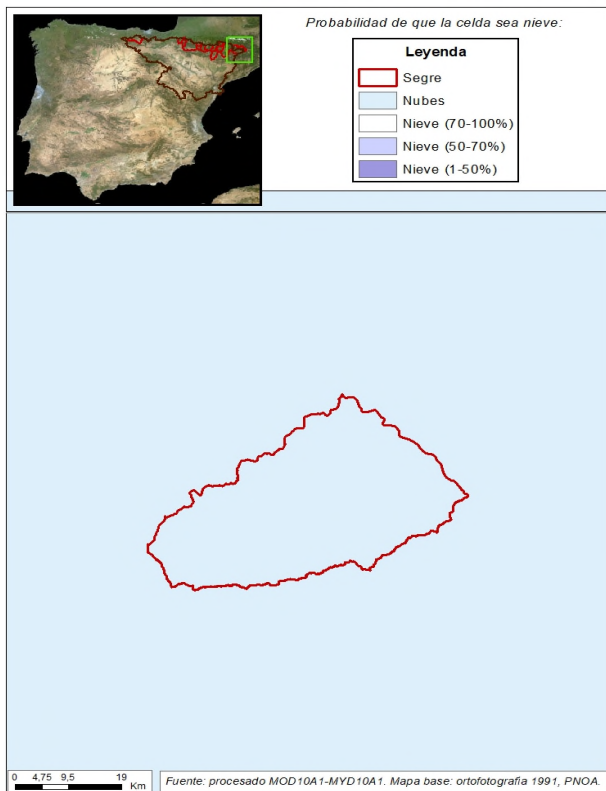 Probabilidad de que la celda sea nieve:
Leyenda
Segre
Nubes
Nieve (70-100%)
Nieve (50-70%)
Nieve (1-50%)
0 4,75 9,5 19
Km
Fuente: procesado MOD10A1-MYD10A1. Mapa base: ortofotografia 1991, PNOA.